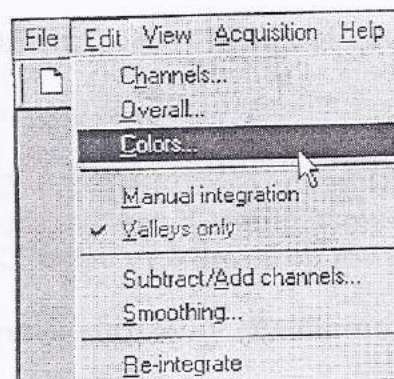 File Edit View Acquisition Help
Channels...
Overall...
Colors...
Manual integration
✓ Valleys only
Subtract/Add channels...
Smoothing...
Re-integrate